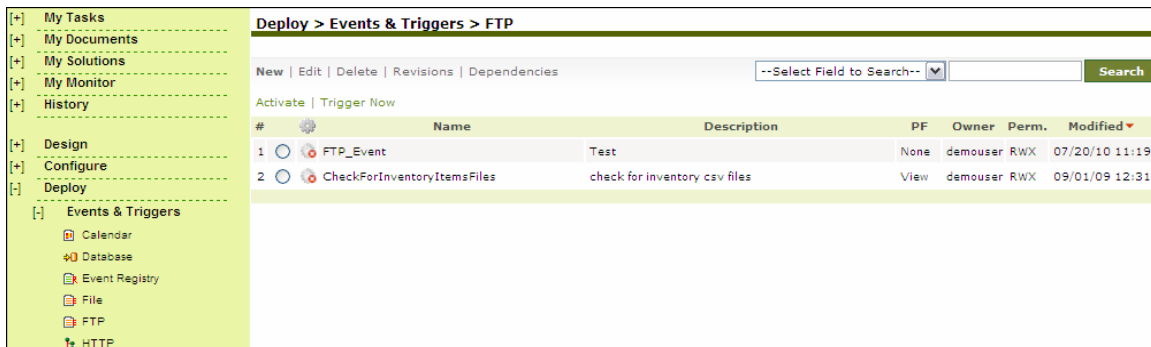 [+] My Tasks
[+] My Documents
[+] My Solutions
[+] My Monitor
[+] History
[+] Design
[+] Configure
[-] Deploy
[-] Events & Triggers
Calendar
Database
Event Registry
File
FTP
HTTP
Deploy > Events & Triggers > FTP
New | Edit | Delete | Revisions | Dependencies --Select Field to Search-- Search
Activate | Trigger Now
# Name Description PF Owner Perm. Modified
1 FTP_Event Test None demouser RWX 07/20/10 11:19
2 CheckForInventoryItemsFiles check for inventory csv files View demouser RWX 09/01/09 12:31